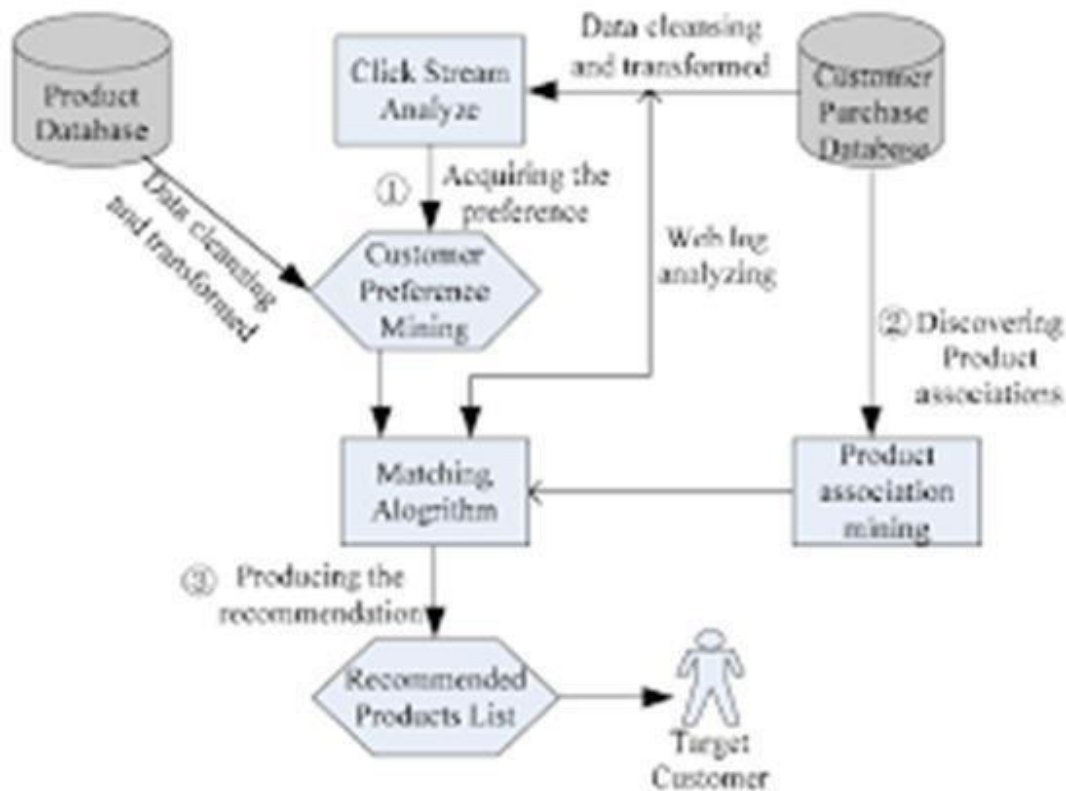 Product
Database
Click Stream
Analyze
Data cleansing
and transformed
Customer
Purchase
Database
Data cleansing
and transformed
①
Acquiring the
preference
Customer
Preference
Mining
Web log
analyzing
② Discovering
Product
associations
Matching
Alogrithm
Product
association
mining
③ Producing the
recommendation
Recommended
Products List
Target
Customer